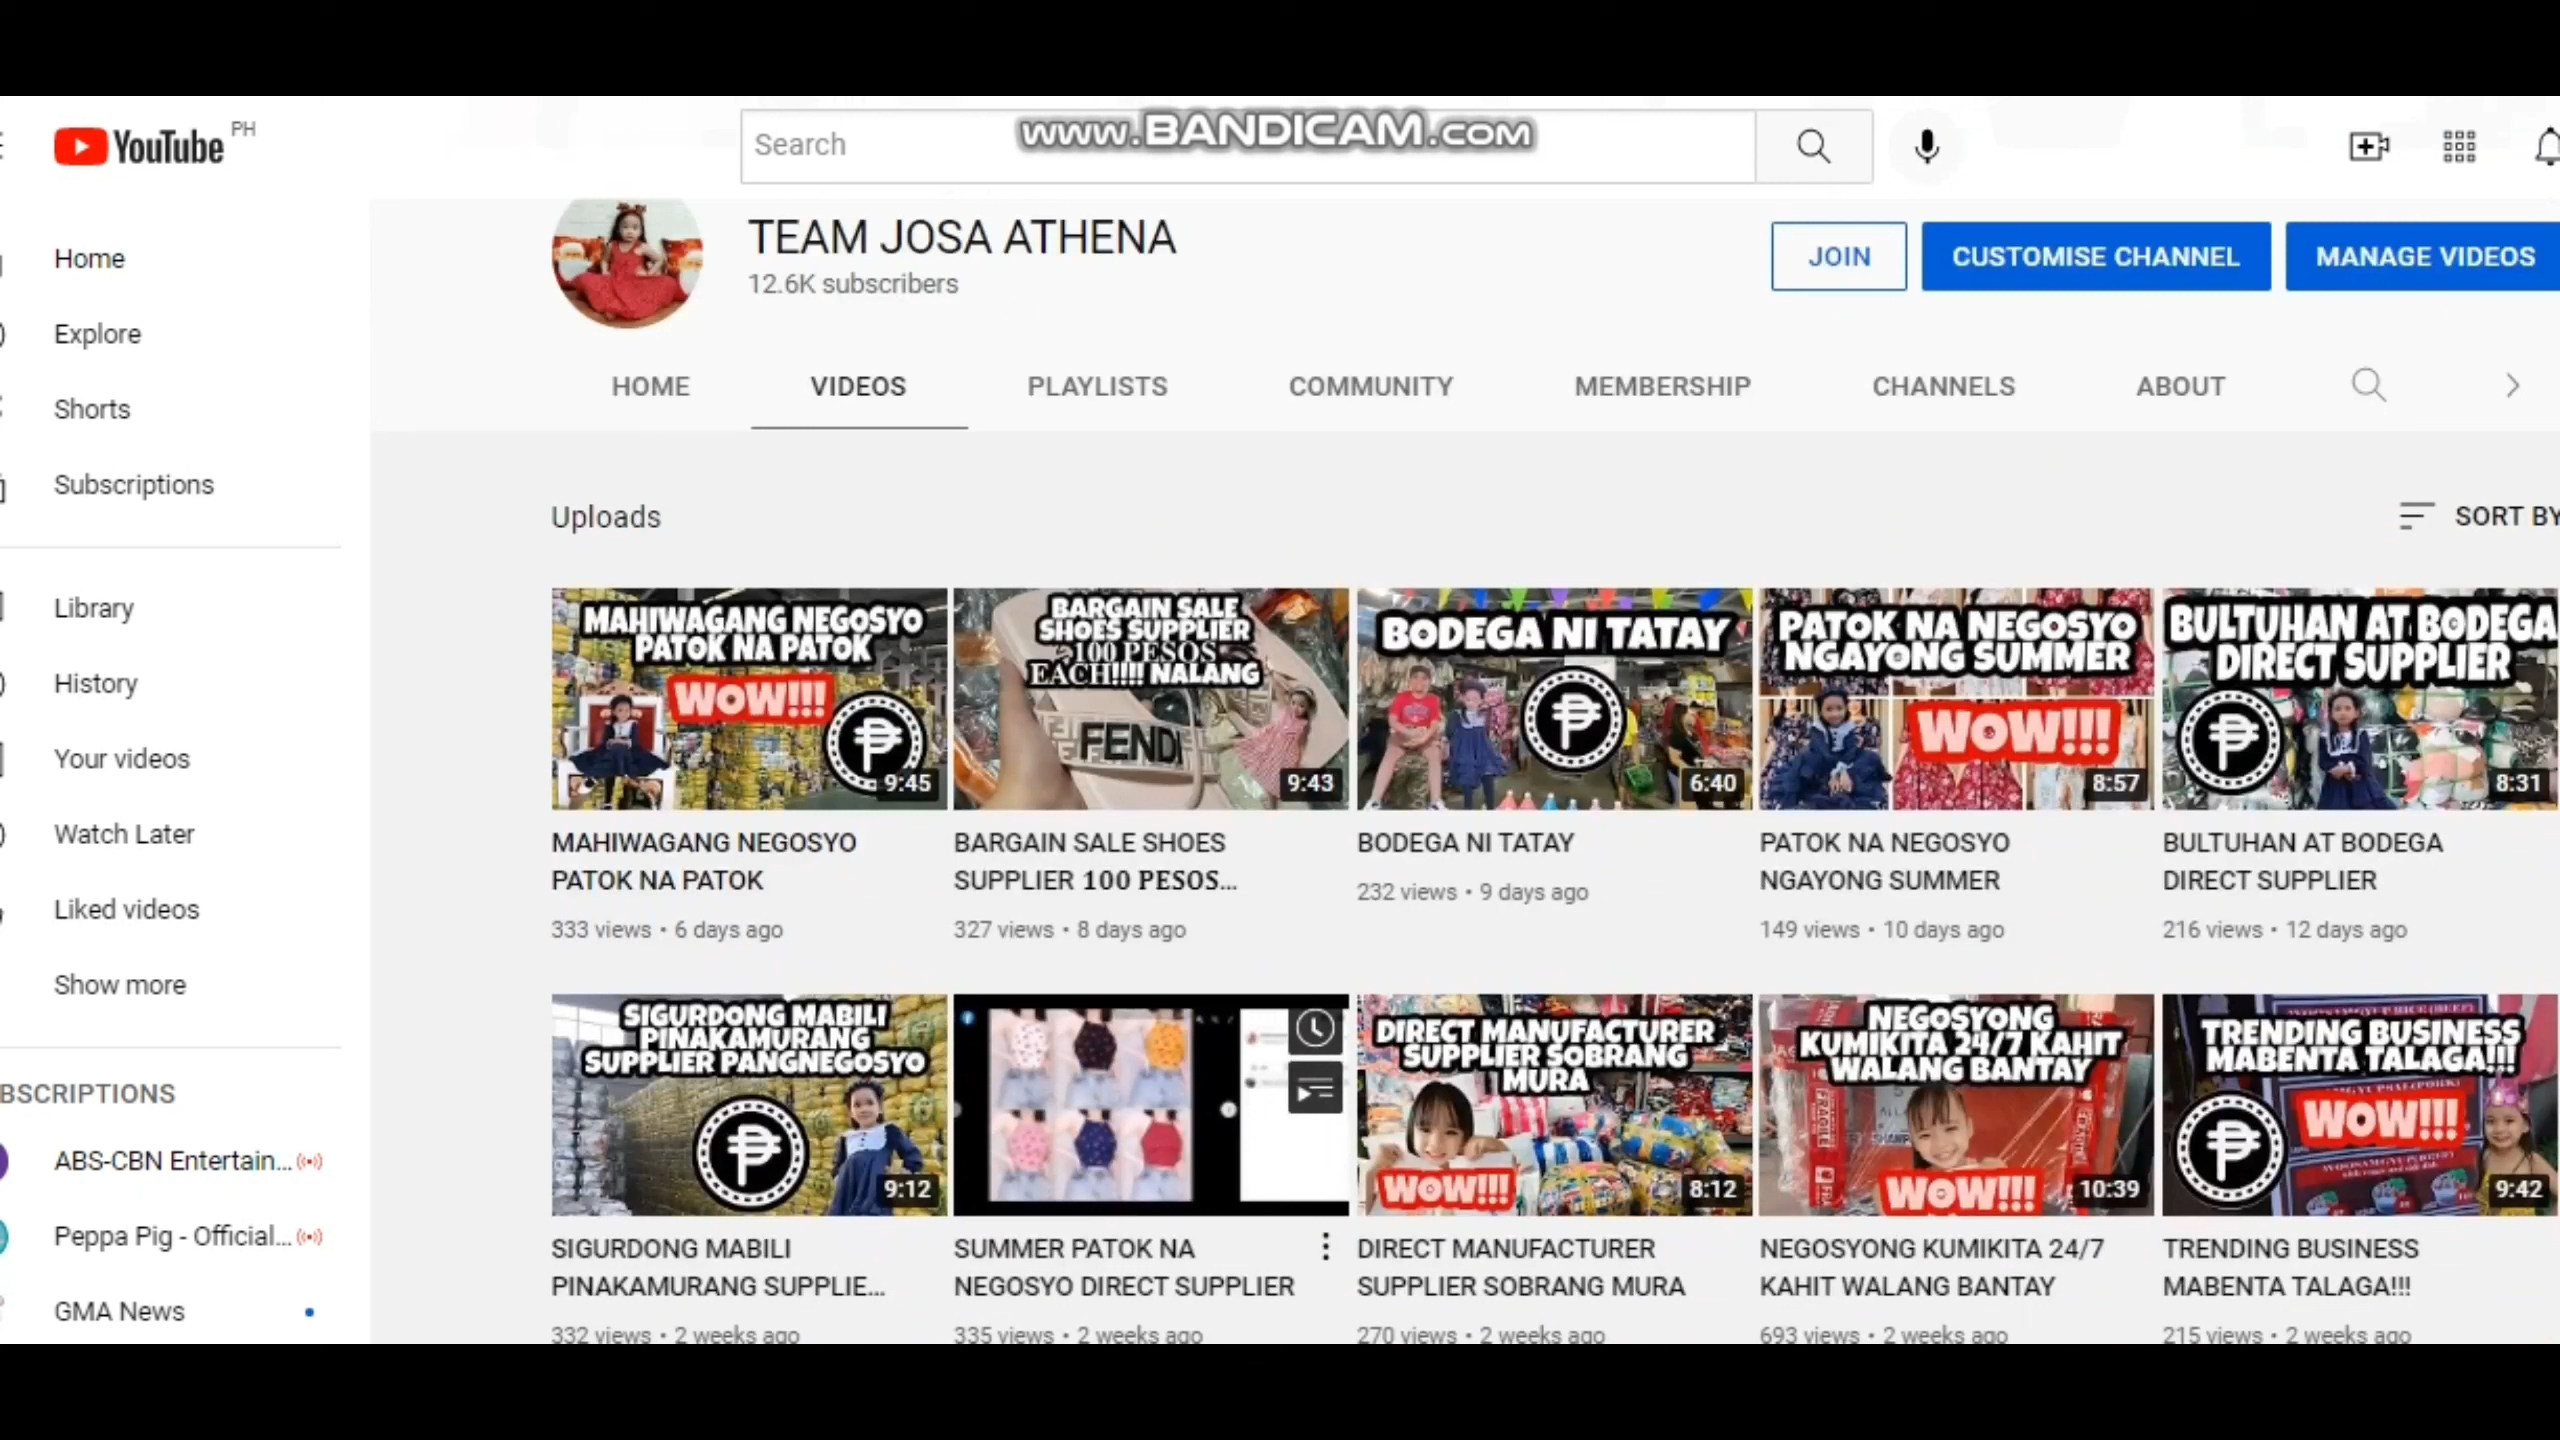 YouTube PH
Search
www.BANDICAM.com
TEAM JOSA ATHENA
12.6K subscribers
JOIN
CUSTOMISE CHANNEL
MANAGE VIDEOS
HOME
VIDEOS
PLAYLISTS
COMMUNITY
MEMBERSHIP
CHANNELS
ABOUT
Home
Explore
Shorts
Subscriptions
Library
History
Your videos
Watch Later
Liked videos
Show more
BSCRIPTIONS
ABS-CBN Entertain...
Peppa Pig - Official...
GMA News
Uploads
SORT BY
MAHIWAGANG NEGOSYO
PATOK NA PATOK
WOW!!!
9:45
MAHIWAGANG NEGOSYO
PATOK NA PATOK
333 views • 6 days ago
BARGAIN SALE
SHOES SUPPLIER
100 PESOS
EACH!!!! NALANG
FENDI
9:43
BARGAIN SALE SHOES
SUPPLIER 100 PESOS...
327 views • 8 days ago
BODEGA NI TATAY
6:40
BODEGA NI TATAY
232 views • 9 days ago
PATOK NA NEGOSYO
NGAYONG SUMMER
WOW!!!
8:57
PATOK NA NEGOSYO
NGAYONG SUMMER
149 views • 10 days ago
BULTUHAN AT BODEGA
DIRECT SUPPLIER
8:31
BULTUHAN AT BODEGA
DIRECT SUPPLIER
216 views • 12 days ago
SIGURDONG MABILI
PINAKAMURANG
SUPPLIER PANGNEGOSYO
9:12
SIGURDONG MABILI
PINAKAMURANG SUPPLIE...
332 views • 2 weeks ago
SUMMER PATOK NA
NEGOSYO DIRECT SUPPLIER
335 views • 2 weeks ago
DIRECT MANUFACTURER
SUPPLIER SOBRANG
MURA
WOW!!!
8:12
DIRECT MANUFACTURER
SUPPLIER SOBRANG MURA
270 views • 2 weeks ago
NEGOSYONG
KUMIKITA 24/7 KAHIT
WALANG BANTAY
WOW!!!
10:39
NEGOSYONG KUMIKITA 24/7
KAHIT WALANG BANTAY
693 views • 2 weeks ago
TRENDING BUSINESS
MABENTA TALAGA!!!
WOW!!!
9:42
TRENDING BUSINESS
MABENTA TALAGA!!!
215 views • 2 weeks ago